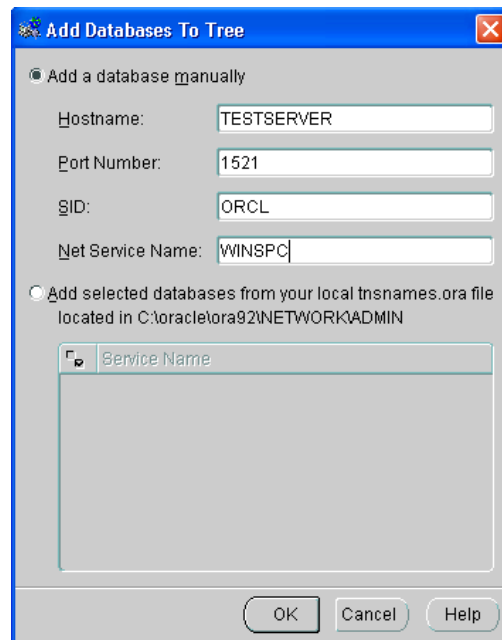 Add Databases To Tree
Add a database manually
Hostname: TESTSERVER
Port Number: 1521
SID: ORCL
Net Service Name: WINSPC
Add selected databases from your local tnsnames.ora file
located in C:\oracle\ora92\NETWORK\ADMIN
Service Name
OK Cancel Help